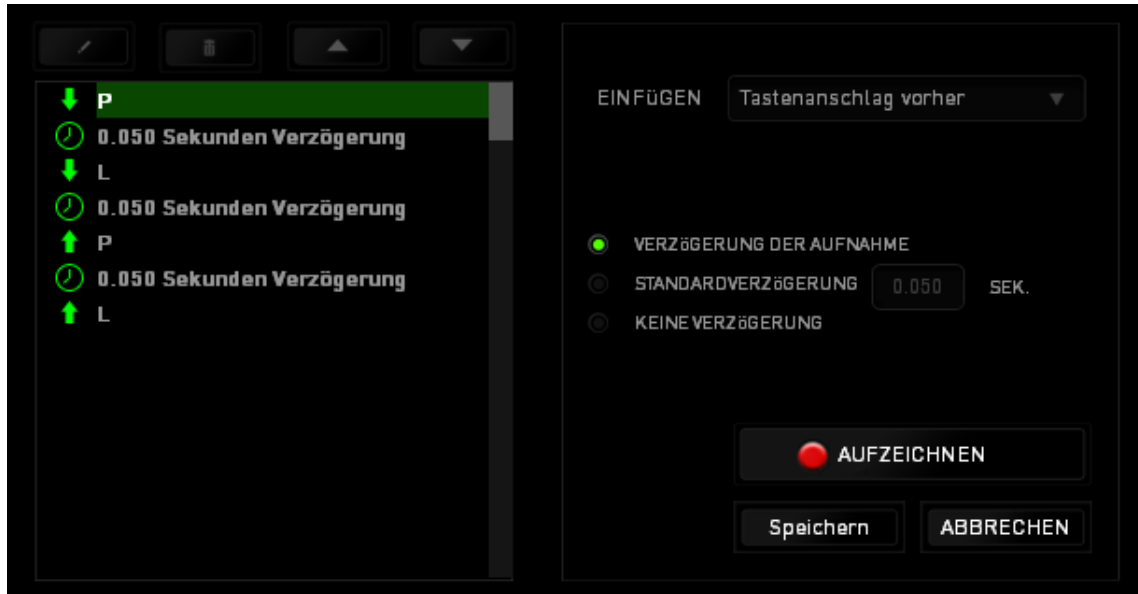 P
0.050 Sekunden Verzögerung
L
0.050 Sekunden Verzögerung
P
0.050 Sekunden Verzögerung
L
EINFüGEN Tastenanschlag vorher
VERZöGERUNG DER AUFNAHME
STANDARDVERZöGERUNG 0.050 SEK.
KEINE VERZöGERUNG
AUFZEICHNEN
Speichern ABBRECHEN